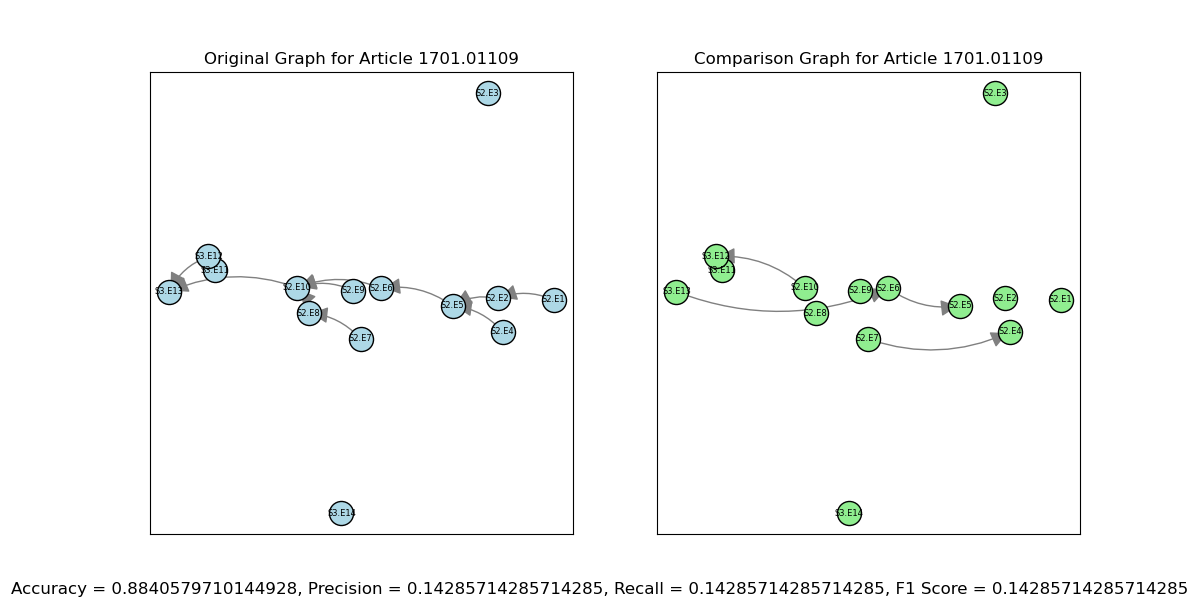 Original Graph for Article 1701.01109
Comparison Graph for Article 1701.01109
S2.E3
S2.E3
S3.E12
S3.E11
S3.E13
S2.E10
S2.E9
S2.E6
S2.E8
S2.E7
S2.E5
S2.E2
S2.E1
S2.E4
S3.E14
S3.E12
S3.E11
S3.E13
S2.E10
S2.E9
S2.E6
S2.E8
S2.E7
S2.E5
S2.E2
S2.E1
S2.E4
S3.E14
Accuracy = 0.8840579710144928, Precision = 0.14285714285714285, Recall = 0.14285714285714285, F1 Score = 0.14285714285714285